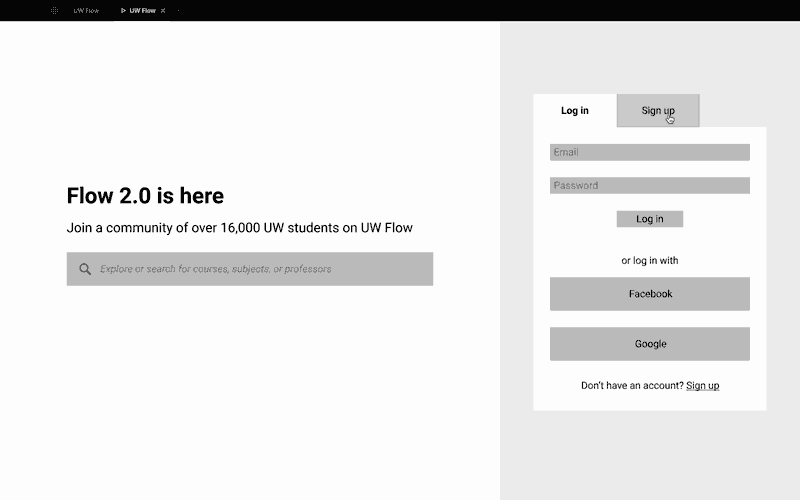 UW Flow
UW Flow
Flow 2.0 is here
Join a community of over 16,000 UW students on UW Flow
Explore or search for courses, subjects, or professors
Log in
Sign up
Email
Password
Log in
or log in with
Facebook
Google
Don't have an account? Sign up